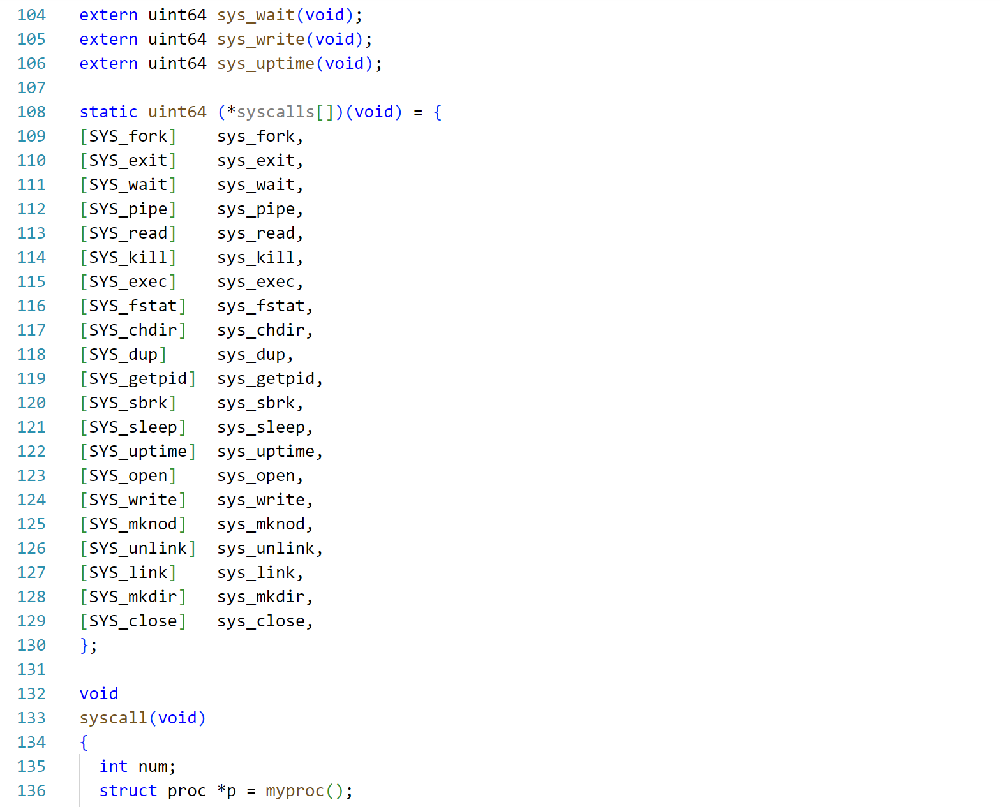 104 extern uint64 sys_wait(void);
105 extern uint64 sys_write(void);
106 extern uint64 sys_uptime(void);
107
108 static uint64 (*syscalls[])(void) = {
109 [SYS_fork]    sys_fork,
110 [SYS_exit]    sys_exit,
111 [SYS_wait]    sys_wait,
112 [SYS_pipe]    sys_pipe,
113 [SYS_read]    sys_read,
114 [SYS_kill]    sys_kill,
115 [SYS_exec]    sys_exec,
116 [SYS_fstat]   sys_fstat,
117 [SYS_chdir]   sys_chdir,
118 [SYS_dup]     sys_dup,
119 [SYS_getpid]  sys_getpid,
120 [SYS_sbrk]    sys_sbrk,
121 [SYS_sleep]   sys_sleep,
122 [SYS_uptime]  sys_uptime,
123 [SYS_open]    sys_open,
124 [SYS_write]   sys_write,
125 [SYS_mknod]   sys_mknod,
126 [SYS_unlink]  sys_unlink,
127 [SYS_link]    sys_link,
128 [SYS_mkdir]   sys_mkdir,
129 [SYS_close]   sys_close,
130 };
131
132 void
133 syscall(void)
134 {
135   int num;
136   struct proc *p = myproc();